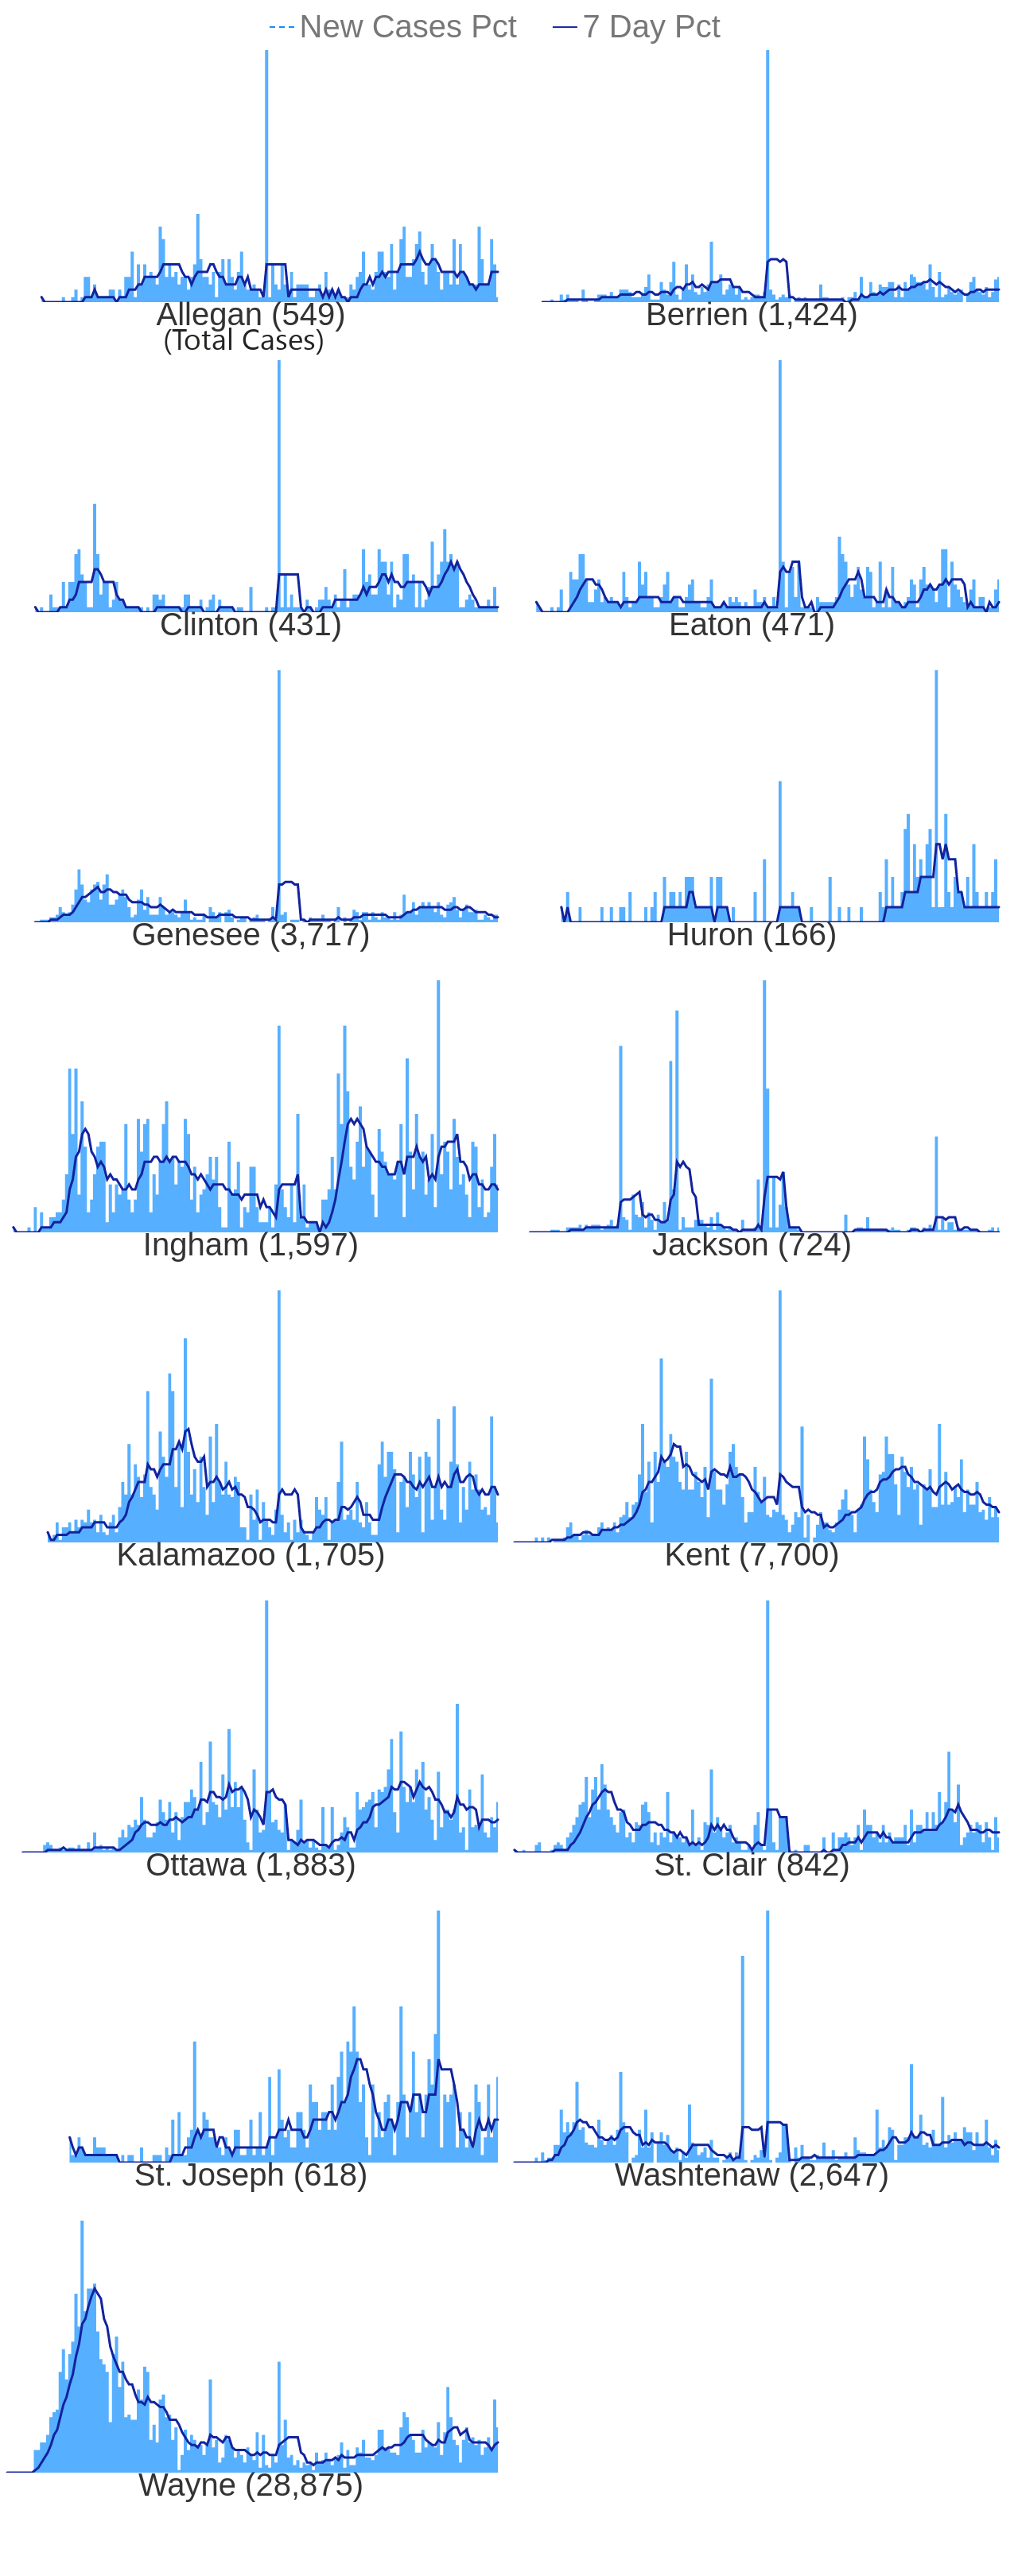 New Cases Pct 7 Day Pct
Allegan (549) Berrien (1,424)
(Total Cases)
Clinton (431) Eaton (471)
Genesee (3,717) Huron (166)
Ingham (1,597) Jackson (724)
Kalamazoo (1,705) Kent (7,700)
Ottawa (1,883) St. Clair (842)
St. Joseph (618) Washtenaw (2,647)
Wayne (28,875)